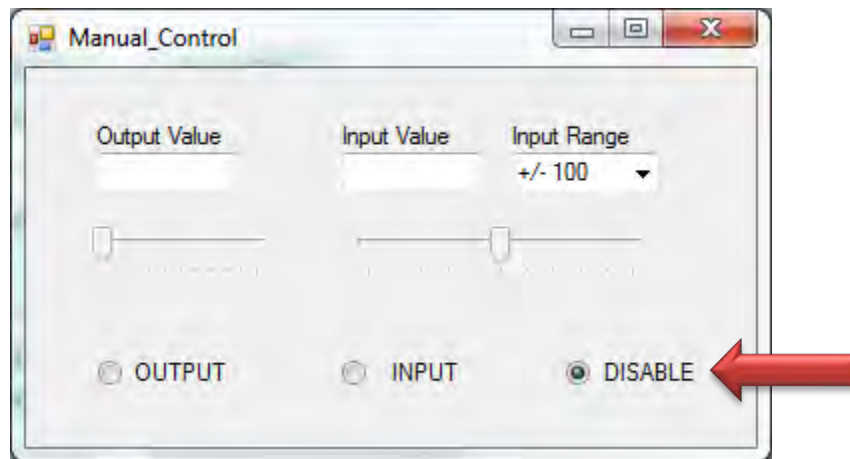 Manual_Control
Output Value Input Value Input Range
+/- 100
OUTPUT INPUT DISABLE